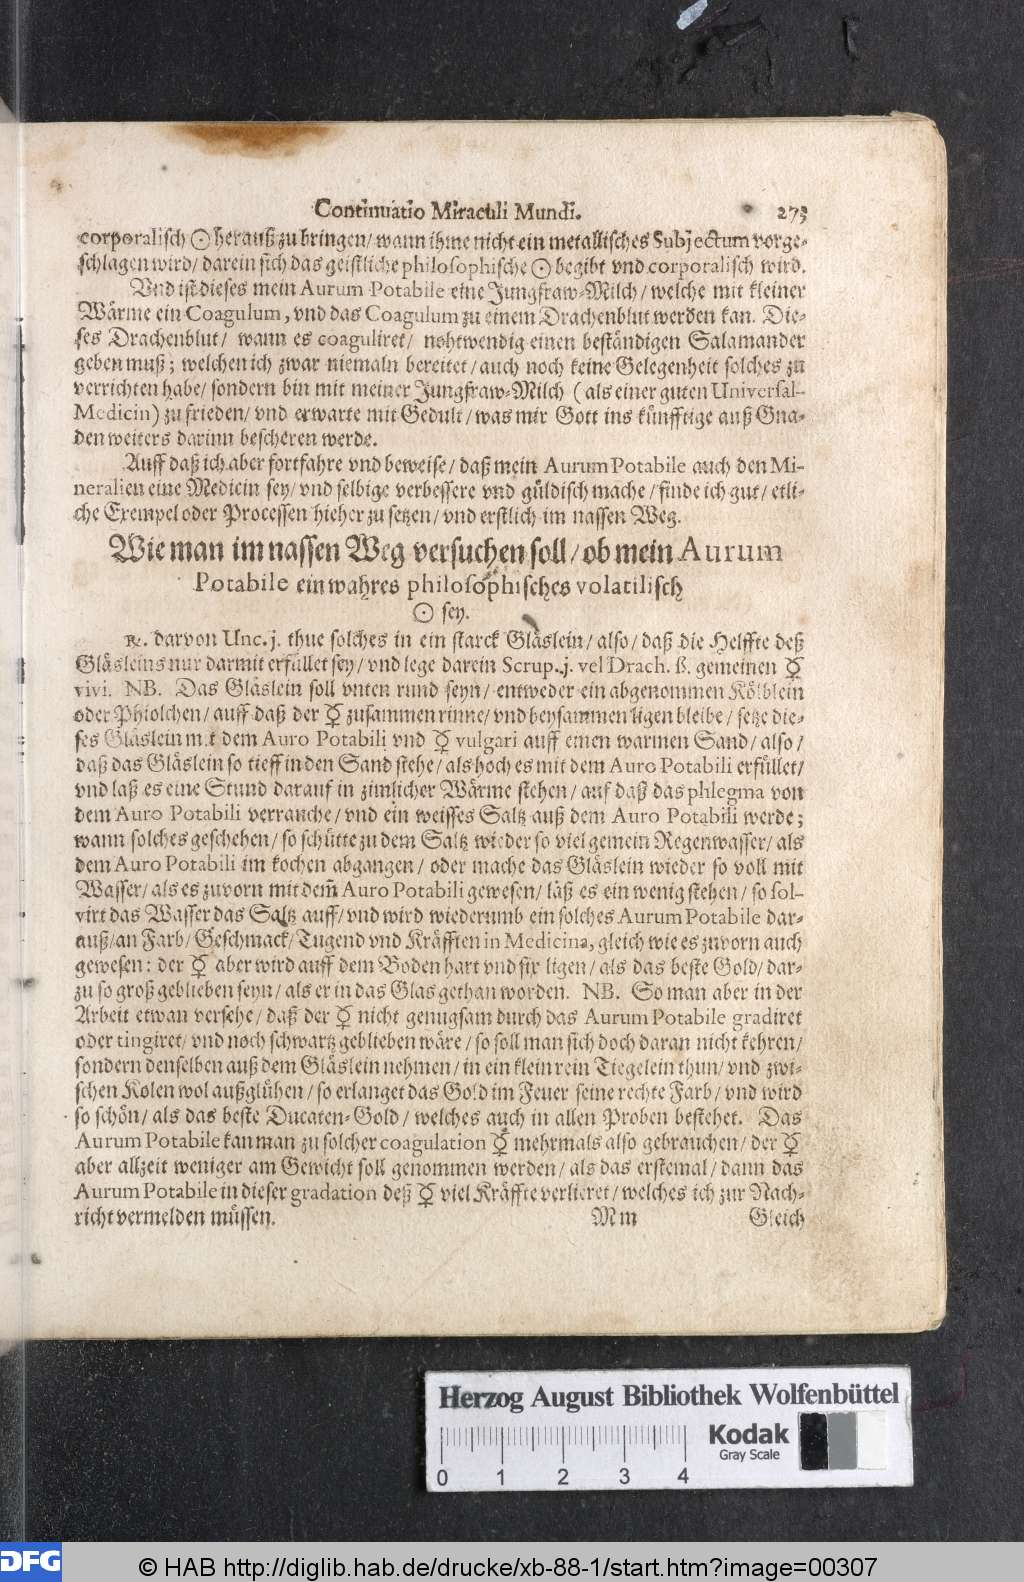 Continuatio Miraculi Mundi. 273
corporalisch ☉ herauß zu bringen/ wann ihme nicht ein metallisches Subjectum vorge-
schlagen wird/ darein sich das geistliche philosophische ☉ begibt vnd corporalisch wird.
Vnd ist dieses mein Aurum Potabile eine Jungfraw-Milch/ welche mit kleiner
Wärme ein Coagulum, vnd das Coagulum zu einem Drachenblut werden kan. Die-
ses Drachenblut/ wann es coaguliret/ nohtwendig einen beständigen Salamander
geben muß; welchen ich zwar niemaln bereitet/ auch noch keine Gelegenheit solches zu
verrichten habe/ sondern bin mit meiner Jungfraw-Milch (als einer guten Universal-
Medicin) zu frieden/ vnd erwarte mit Gedult/ was mir Gott ins künfftige auß Gna-
den weiters darinn bescheren werde.
Auff daß ich aber fortfahre vnd beweise/ daß mein Aurum Potabile auch den Mi-
neralien eine Medicin sey/ vnd selbige verbessere vnd güldisch mache/ finde ich gut/ etli-
che Exempel oder Processen hieher zu setzen/ vnd erstlich im nassen Weg.
Wie man im nassen Weg versuchen soll/ ob mein Aurum
Potabile ein wahres philosophisches volatilisch
☉ sey.
℞. darvon Unc. j. thue solches in ein starck Gläslein/ also/ daß die Helffte deß
Gläsleins nur darmit erfüllet sey/ vnd lege darein Scrup. j. vel Drach. ß. gemeinen ☿
vivi. NB. Das Gläslein soll vnten rund seyn/ entweder ein abgenommen Kölblein
oder Phiolchen/ auff daß der ☿ zusammen rinne/ vnd beysammen ligen bleibe/ setze die-
ses Gläslein mit dem Auro Potabili vnd ☿ vulgari auff einen warmen Sand/ also/
daß das Gläslein so tieff in den Sand stehe/ als hoch es mit dem Auro Potabili erfüllet/
vnd laß es eine Stund darauf in zimlicher Wärme stehen/ auf daß das phlegma von
dem Auro Potabili verrauche/ vnd ein weisses Saltz auß dem Auro Potabili werde;
wann solches geschehen/ so schütte zu dem Saltz wieder so viel gemein Regenwasser/ als
dem Auro Potabili im kochen abgangen/ oder mache das Gläslein wieder so voll mit
Wasser/ als es zuvorn mit dem̃ Auro Potabili gewesen/ läß es ein wenig stehen/ so sol-
virt das Wasser das Saltz auff/ vnd wird wiederumb ein solches Aurum Potabile dar-
auß/ an Farb/ Geschmack/ Tugend vnd Kräfften in Medicina, gleich wie es zuvorn auch
gewesen: der ☿ aber wird auff dem Boden hart vnd fix ligen/ als das beste Gold/ dar-
zu so groß geblieben seyn/ als er in das Glas gethan worden. NB. So man aber in der
Arbeit etwan versehe/ daß der ☿ nicht genugsam durch das Aurum Potabile gradiret
oder tingiret/ vnd noch schwartz geblieben wäre/ so soll man sich doch daran nicht kehren/
sondern denselben auß dem Gläslein nehmen/ in ein klein rein Tiegelein thun/ vnd zwi-
schen Kolen wol außglühen/ so erlanget das Gold im Feuer seine rechte Farb/ vnd wird
so schön/ als das beste Ducaten-Gold/ welches auch in allen Proben bestehet. Das
Aurum Potabile kan man zu solcher coagulation ☿ mehrmals also gebrauchen/ der ☿
aber allzeit weniger am Gewicht soll genommen werden/ als das erstemal/ dann das
Aurum Potabile in dieser gradation deß ☿ viel Kräffte verlieret/ welches ich zur Nach-
richt vermelden müssen. Mm Gleich
Herzog August Bibliothek Wolfenbüttel
0 1 2 3 4
Kodak
Gray Scale
DFG © HAB http://diglib.hab.de/drucke/xb-88-1/start.htm?image=00307